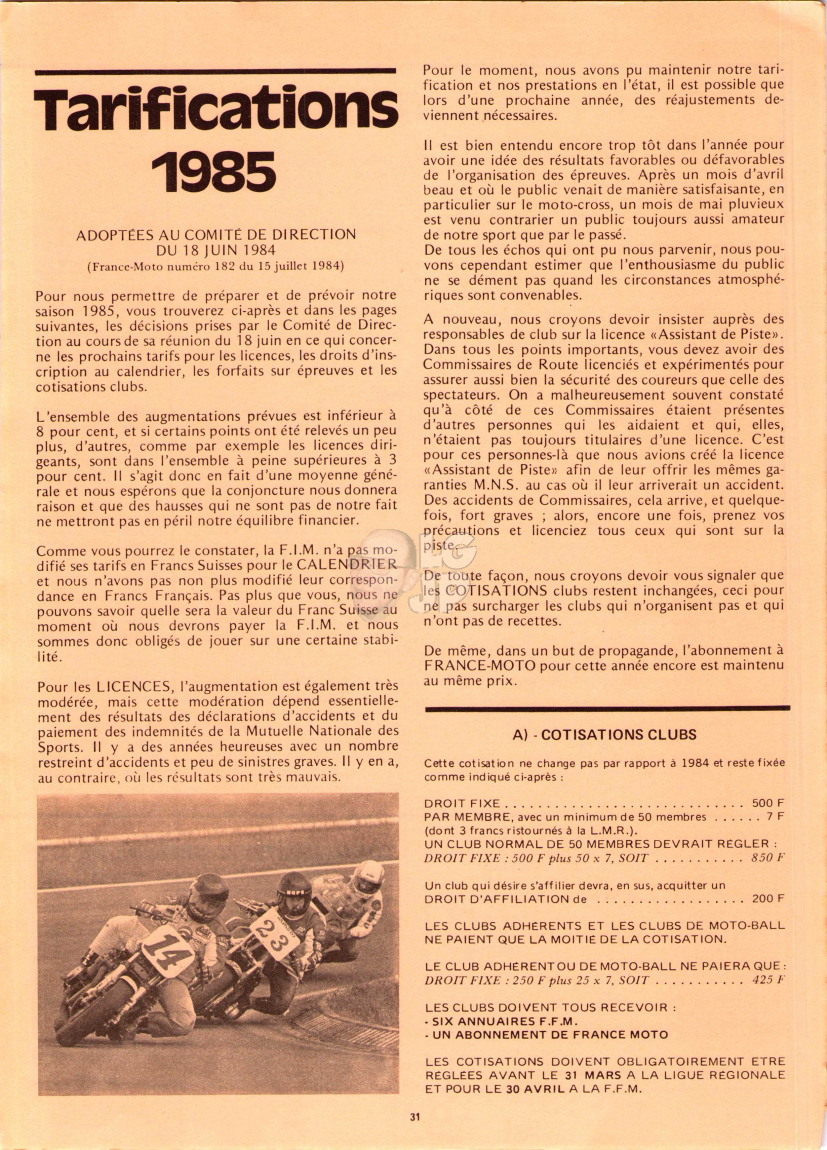 Tarifications
1985
ADOPTÉES AU COMITÉ DE DIRECTION
DU 18 JUIN 1984
(France-Moto numéro 182 du 15 juillet 1984)
Pour nous permettre de préparer et de prévoir notre
saison 1985, vous trouverez ci-après et dans les pages
suivantes, les décisions prises par le Comité de Direc-
tion au cours de sa réunion du 18 juin en ce qui concer-
ne les prochains tarifs pour les licences, les droits d'ins-
cription au calendrier, les forfaits sur épreuves et les
cotisations clubs.
L'ensemble des augmentations prévues est inférieur à
8 pour cent, et si certains points ont été relevés un peu
plus, d'autres, comme par exemple les licences diri-
geants, sont dans l'ensemble à peine supérieures à 3
pour cent. Il s'agit donc en fait d'une moyenne géné-
rale et nous espérons que la conjoncture nous donnera
raison et que des hausses qui ne sont pas de notre fait
ne mettront pas en péril notre équilibre financier.
Comme vous pourrez le constater, la F.I.M. n'a pas mo-
difié ses tarifs en Francs Suisses pour le CALENDRIER
et nous n'avons pas non plus modifié leur correspon-
dance en Francs Français. Pas plus que vous, nous ne
pouvons savoir quelle sera la valeur du Franc Suisse au
moment où nous devrons payer la F.I.M. et nous
sommes donc obligés de jouer sur une certaine stabi-
lité.
Pour les LICENCES, l'augmentation est également très
modérée, mais cette modération dépend essentielle-
ment des résultats des déclarations d'accidents et du
paiement des indemnités de la Mutuelle Nationale des
Sports. Il y a des années heureuses avec un nombre
restreint d'accidents et peu de sinistres graves. Il y en a,
au contraire, où les résultats sont très mauvais.
14
23
Pour le moment, nous avons pu maintenir notre tari-
fication et nos prestations en l'état, il est possible que
lors d'une prochaine année, des réajustements de-
viennent nécessaires.
Il est bien entendu encore trop tôt dans l'année pour
avoir une idée des résultats favorables ou défavorables
de l'organisation des épreuves. Après un mois d'avril
beau et où le public venait de manière satisfaisante, en
particulier sur le moto-cross, un mois de mai pluvieux
est venu contrarier un public toujours aussi amateur
de notre sport que par le passé.
De tous les échos qui ont pu nous parvenir, nous pou-
vons cependant estimer que l'enthousiasme du public
ne se dément pas quand les circonstances atmosphé-
riques sont convenables.
A nouveau, nous croyons devoir insister auprès des
responsables de club sur la licence «Assistant de Piste».
Dans tous les points importants, vous devez avoir des
Commissaires de Route licenciés et expérimentés pour
assurer aussi bien la sécurité des coureurs que celle des
spectateurs. On a malheureusement souvent constaté
qu'à côté de ces Commissaires étaient présentes
d'autres personnes qui les aidaient et qui, elles,
n'étaient pas toujours titulaires d'une licence. C'est
pour ces personnes-là que nous avions créé la licence
«Assistant de Piste» afin de leur offrir les mêmes ga-
ranties M.N.S. au cas où il leur arriverait un accident.
Des accidents de Commissaires, cela arrive, et quelque-
fois, fort graves ; alors, encore une fois, prenez vos
précautions et licenciez tous ceux qui sont sur la
piste.
De toute façon, nous croyons devoir vous signaler que
les COTISATIONS clubs restent inchangées, ceci pour
ne pas surcharger les clubs qui n'organisent pas et qui
n'ont pas de recettes.
De même, dans un but de propagande, l'abonnement à
FRANCE-MOTO pour cette année encore est maintenu
au même prix.
A) - COTISATIONS CLUBS
Cette cotisation ne change pas par rapport à 1984 et reste fixée
comme indiqué ci-après :
DROIT FIXE . . . . . . . . . . . . . . . . . . . . . . . . . . . . 500 F
PAR MEMBRE, avec un minimum de 50 membres . . . . . . 7 F
(dont 3 francs ristournés à la L.M.R.).
UN CLUB NORMAL DE 50 MEMBRES DEVRAIT RÉGLER :
DROIT FIXE : 500 F plus 50 x 7, SOIT . . . . . . . . . . . 850 F
Un club qui désire s'affilier devra, en sus, acquitter un
DROIT D'AFFILIATION de . . . . . . . . . . . . . . . . . . 200 F
LES CLUBS ADHÉRENTS ET LES CLUBS DE MOTO-BALL
NE PAIENT QUE LA MOITIÉ DE LA COTISATION.
LE CLUB ADHÉRENT OU DE MOTO-BALL NE PAIERA QUE :
DROIT FIXE : 250 F plus 25 x 7, SOIT . . . . . . . . . . . 425 F
LES CLUBS DOIVENT TOUS RECEVOIR :
- SIX ANNUAIRES F.F.M.
- UN ABONNEMENT DE FRANCE MOTO
LES COTISATIONS DOIVENT OBLIGATOIREMENT ETRE
RÉGLÉES AVANT LE 31 MARS A LA LIGUE RÉGIONALE
ET POUR LE 30 AVRIL A LA F.F.M.
31